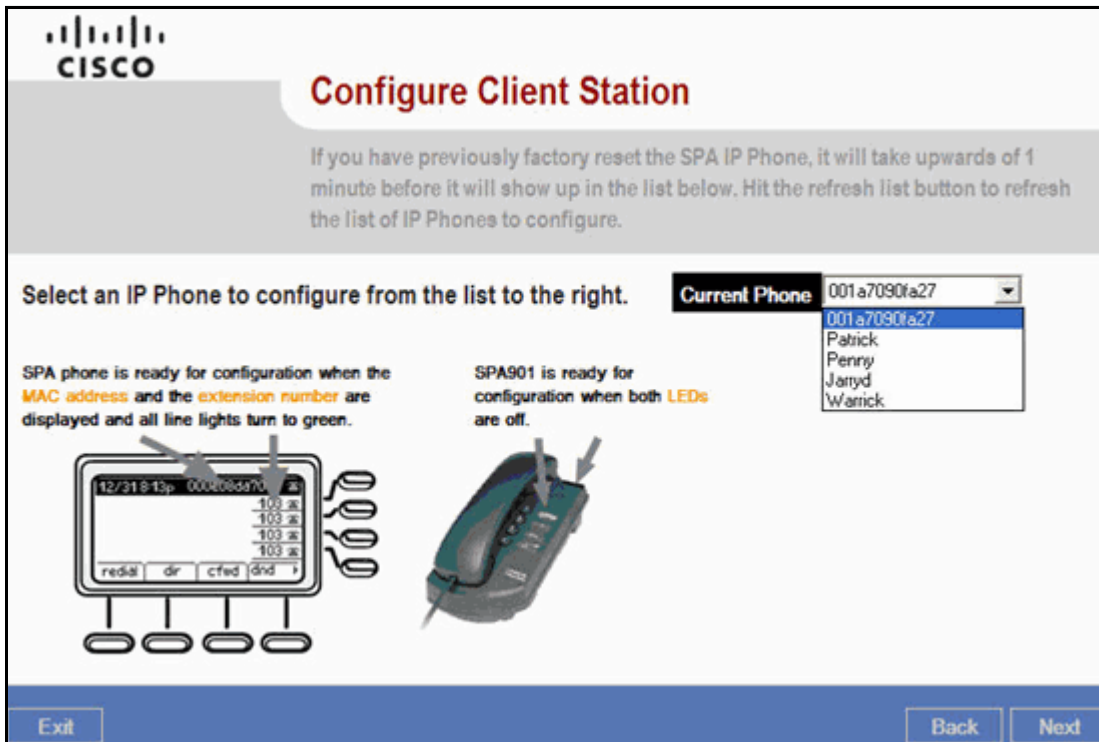 CISCO
Configure Client Station
If you have previously factory reset the SPA IP Phone, it will take upwards of 1
minute before it will show up in the list below. Hit the refresh list button to refresh
the list of IP Phones to configure.
Select an IP Phone to configure from the list to the right.
Current Phone
001a7090fa27
001a7090fa27
Patrick
Penny
Jarryd
Warrick
SPA phone is ready for configuration when the
MAC address and the extension number are
displayed and all line lights turn to green.
SPA901 is ready for
configuration when both LEDs
are off.
12/31 8:13p
103
103
103
103
redial dir cfwd dnd
Exit
Back
Next